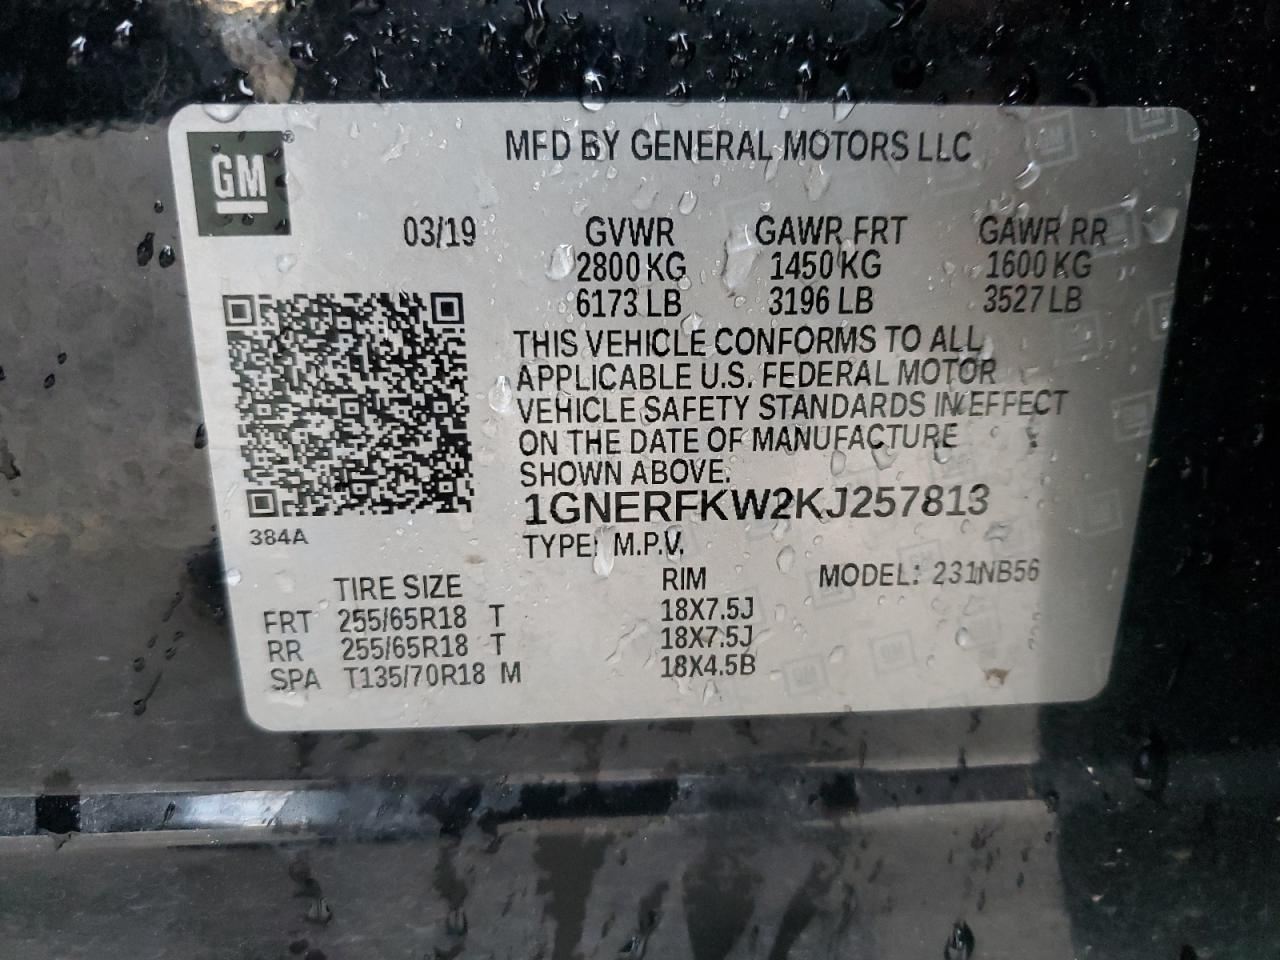 GM
MFD BY GENERAL MOTORS LLC
03/19 GVWR GAWR FRT GAWR RR
2800 KG 1450 KG 1600 KG
6173 LB 3196 LB 3527 LB
THIS VEHICLE CONFORMS TO ALL
APPLICABLE U.S. FEDERAL MOTOR
VEHICLE SAFETY STANDARDS IN EFFECT
ON THE DATE OF MANUFACTURE
SHOWN ABOVE.
1GNERFKW2KJ257813
384A
TYPE: M.P.V.
TIRE SIZE RIM MODEL: 231NB56
FRT 255/65R18 T 18X7.5J
RR 255/65R18 T 18X7.5J
SPA T135/70R18 M 18X4.5B